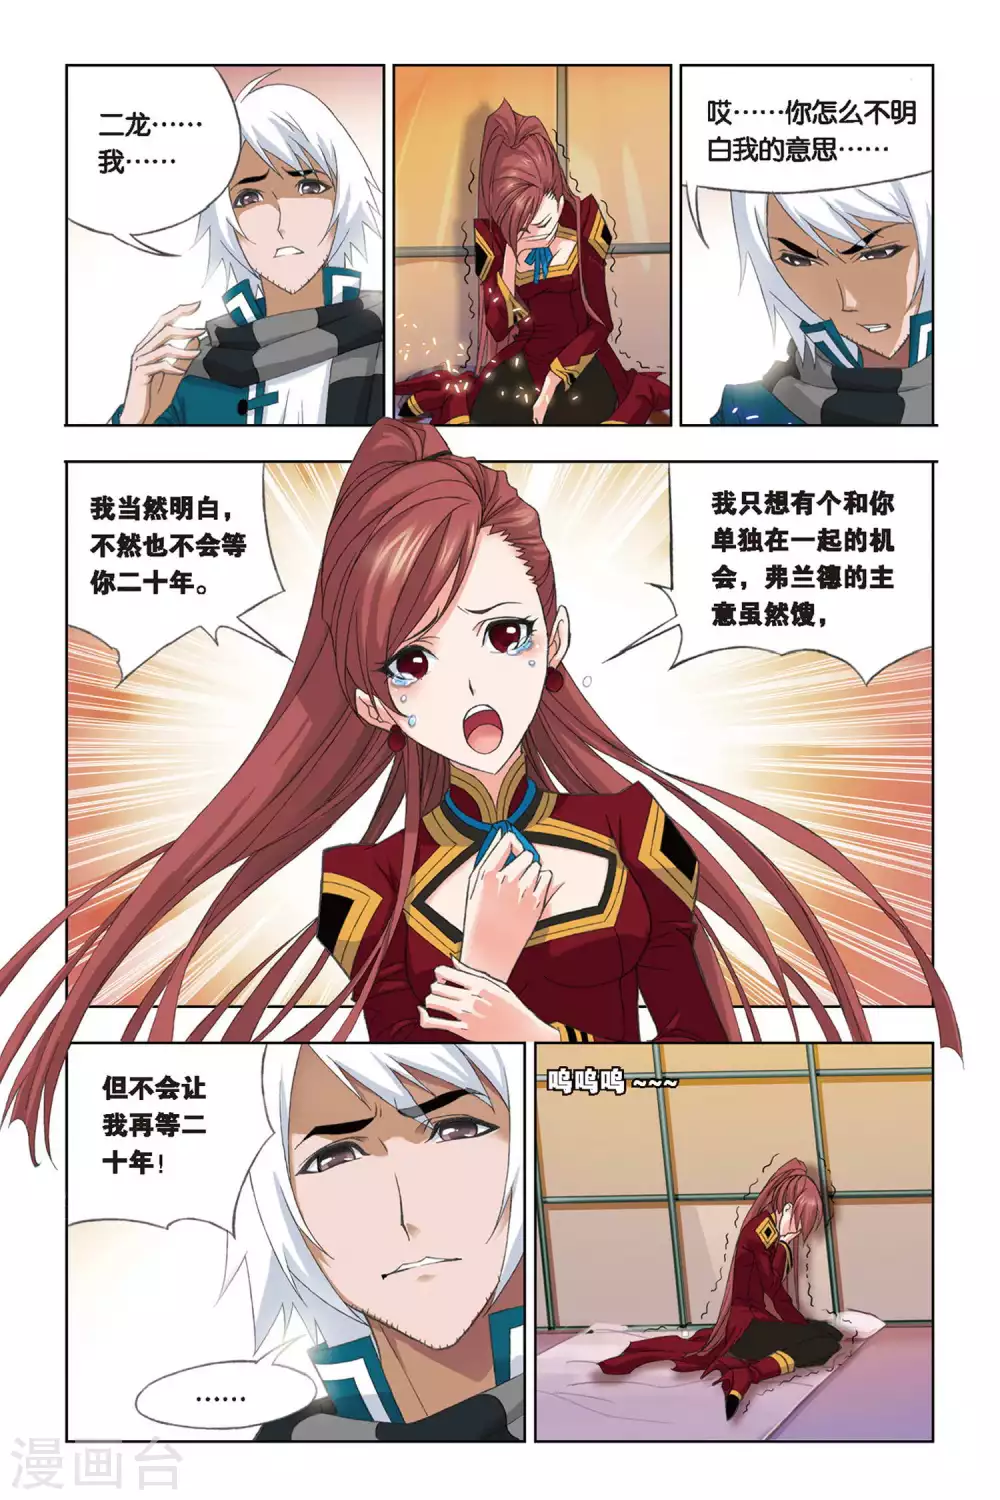 二龙……
我……
哎……你怎么不明
白我的意思……
我当然明白，
不然也不会等
你二十年。
我只想有个和你
单独在一起的机
会，弗兰德的主
意虽然馊，
但不会让
我再等二
十年！
……
呜呜呜~~~
漫画台